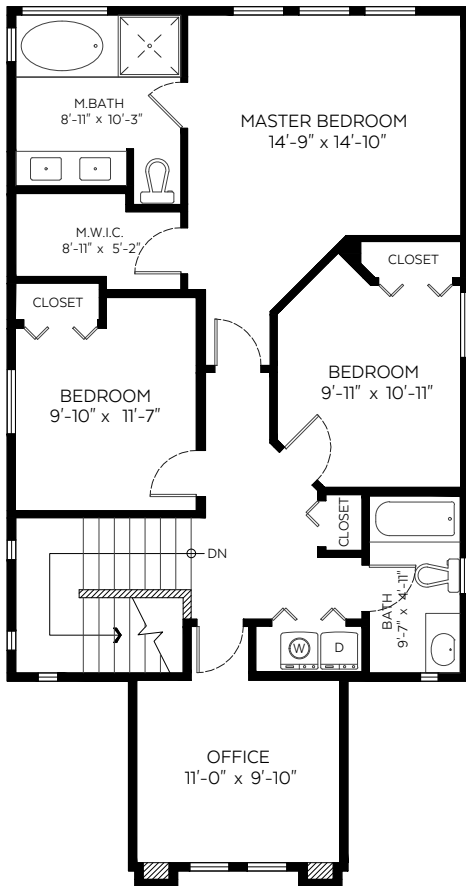 M.BATH
8'-11" x 10'-3"
MASTER BEDROOM
14'-9" x 14'-10"
M.W.I.C.
8'-11" x 5'-2"
CLOSET
CLOSET
BEDROOM
9'-11" x 10'-11"
BEDROOM
9'-10" x 11'-7"
CLOSET
DN
BATH
9'-7" x 4'-11"
W
D
OFFICE
11'-0" x 9'-10"